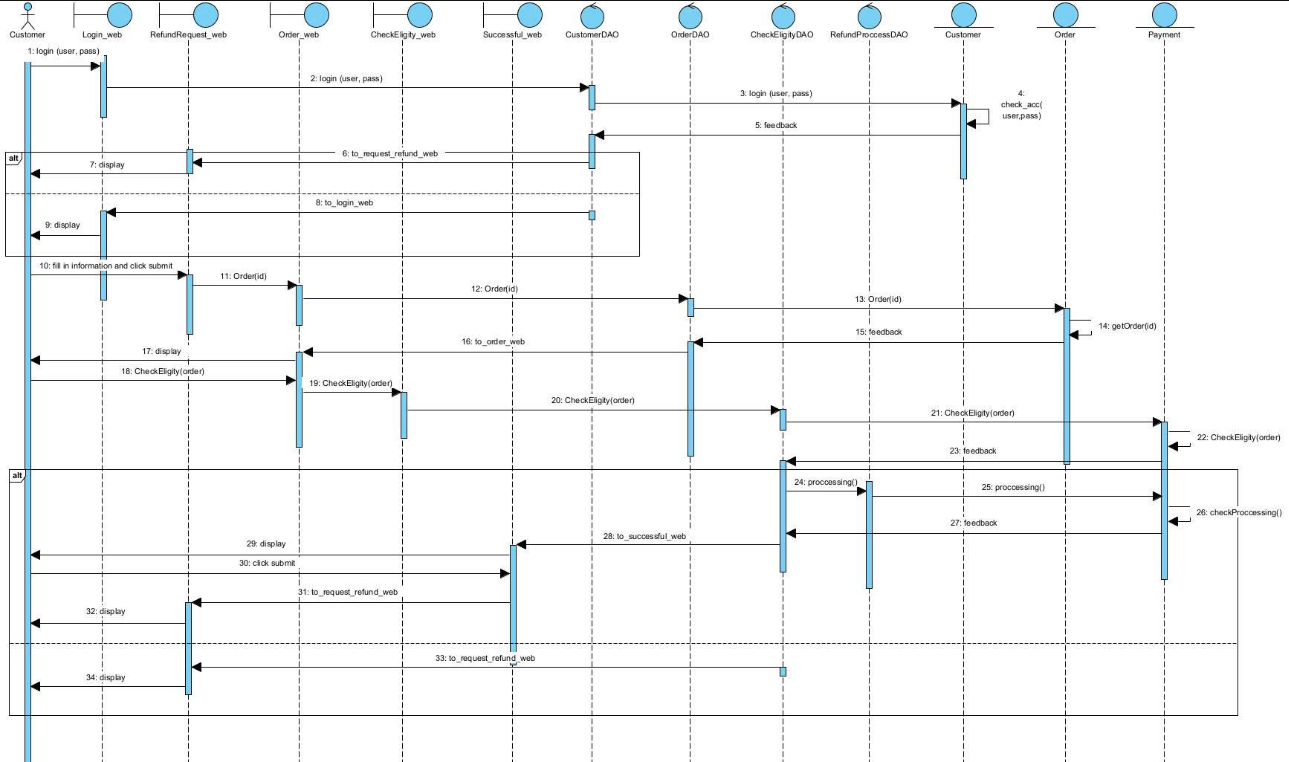 Customer
Login_web
RefundRequest_web
Order_web
CheckEligity_web
Successful_web
CustomerDAO
OrderDAO
CheckEligityDAO
RefundProccessDAO
Customer
Order
Payment
1: login (user, pass)
2: login (user, pass)
3: login (user, pass)
4:
check_acc(
user,pass)
5: feedback
alt
6: to_request_refund_web
7: display
8: to_login_web
9: display
10: fill in information and click submit
11: Order(id)
12: Order(id)
13: Order(id)
14: getOrder(id)
15: feedback
16: to_order_web
17: display
18: CheckEligity(order)
19: CheckEligity(order)
20: CheckEligity(order)
21: CheckEligity(order)
22: CheckEligity(order)
23: feedback
alt
24: proccessing()
25: proccessing()
26: checkProccessing()
27: feedback
28: to_successful_web
29: display
30: click submit
31: to_request_refund_web
32: display
33: to_request_refund_web
34: display